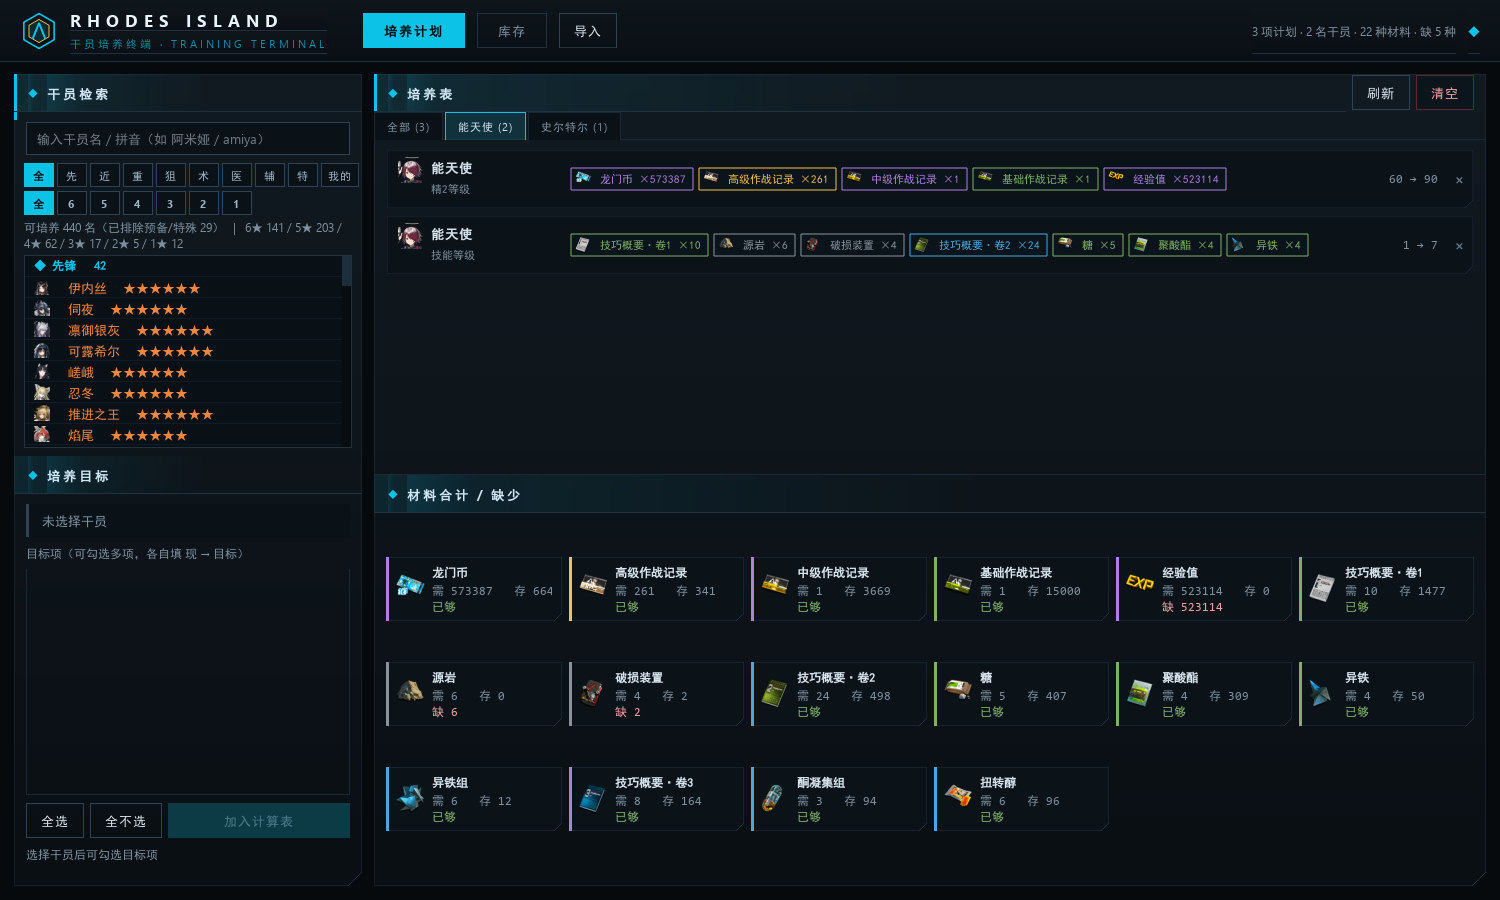 RHODES ISLAND
干员培养终端 · TRAINING TERMINAL
培养计划
库存
导入
3 项计划 · 2 名干员 · 22 种材料 · 缺 5 种
干员检索
输入干员名 / 拼音（如 阿米娅 / amiya）
全 先 近 重 狙 术 医 辅 特 我的
全 6 5 4 3 2 1
可培养 440 名（已排除预备/特殊 29） | 6★ 141 / 5★ 203 /
4★ 62 / 3★ 17 / 2★ 5 / 1★ 12
先锋 42
伊内丝 ★★★★★★
伺夜 ★★★★★★
凛御银灰 ★★★★★★
可露希尔 ★★★★★★
嵯峨 ★★★★★★
忍冬 ★★★★★★
推进之王 ★★★★★★
焰尾 ★★★★★★
培养目标
未选择干员
目标项（可勾选多项，各自填 现 → 目标）
全选
全不选
加入计算表
选择干员后可勾选目标项
培养表
刷新
清空
全部 (3)
能天使 (2)
史尔特尔 (1)
能天使
精2等级
龙门币 ×573387
高级作战记录 ×261
中级作战记录 ×1
基础作战记录 ×1
EXP 经验值 ×523114
60 → 90 ×
能天使
技能等级
技巧概要·卷1 ×10
源岩 ×6
破损装置 ×4
技巧概要·卷2 ×24
糖 ×5
聚酸酯 ×4
异铁 ×4
1 → 7 ×
材料合计 / 缺少
龙门币
需 573387 存 664
已够
高级作战记录
需 261 存 341
已够
中级作战记录
需 1 存 3669
已够
基础作战记录
需 1 存 15000
已够
EXP
经验值
需 523114 存 0
缺 523114
技巧概要·卷1
需 10 存 1477
已够
源岩
需 6 存 0
缺 6
破损装置
需 4 存 2
缺 2
技巧概要·卷2
需 24 存 498
已够
糖
需 5 存 407
已够
聚酸酯
需 4 存 309
已够
异铁
需 4 存 50
已够
异铁组
需 6 存 12
已够
技巧概要·卷3
需 8 存 164
已够
酮凝集组
需 3 存 94
已够
扭转醇
需 6 存 96
已够